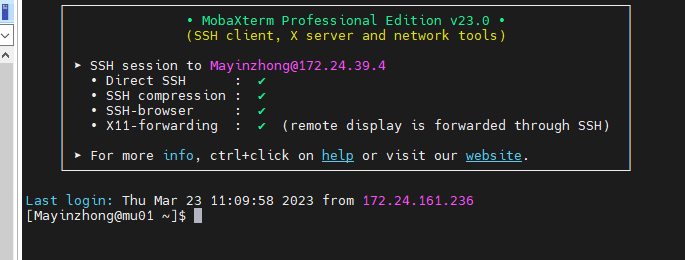 • MobaXterm Professional Edition v23.0 •
(SSH client, X server and network tools)
➤ SSH session to Mayinzhong@172.24.39.4
• Direct SSH : ✔
• SSH compression : ✔
• SSH-browser : ✔
• X11-forwarding : ✔ (remote display is forwarded through SSH)
➤ For more info, ctrl+click on help or visit our website.
Last login: Thu Mar 23 11:09:58 2023 from 172.24.161.236
[Mayinzhong@mu01 ~]$